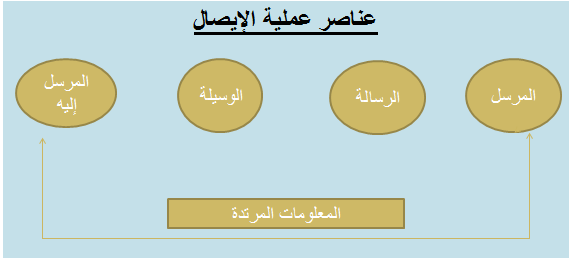 عناصر عملية الإيصال
المرسل
الرسالة
الوسيلة
المرسل
إليه
المعلومات المرتدة